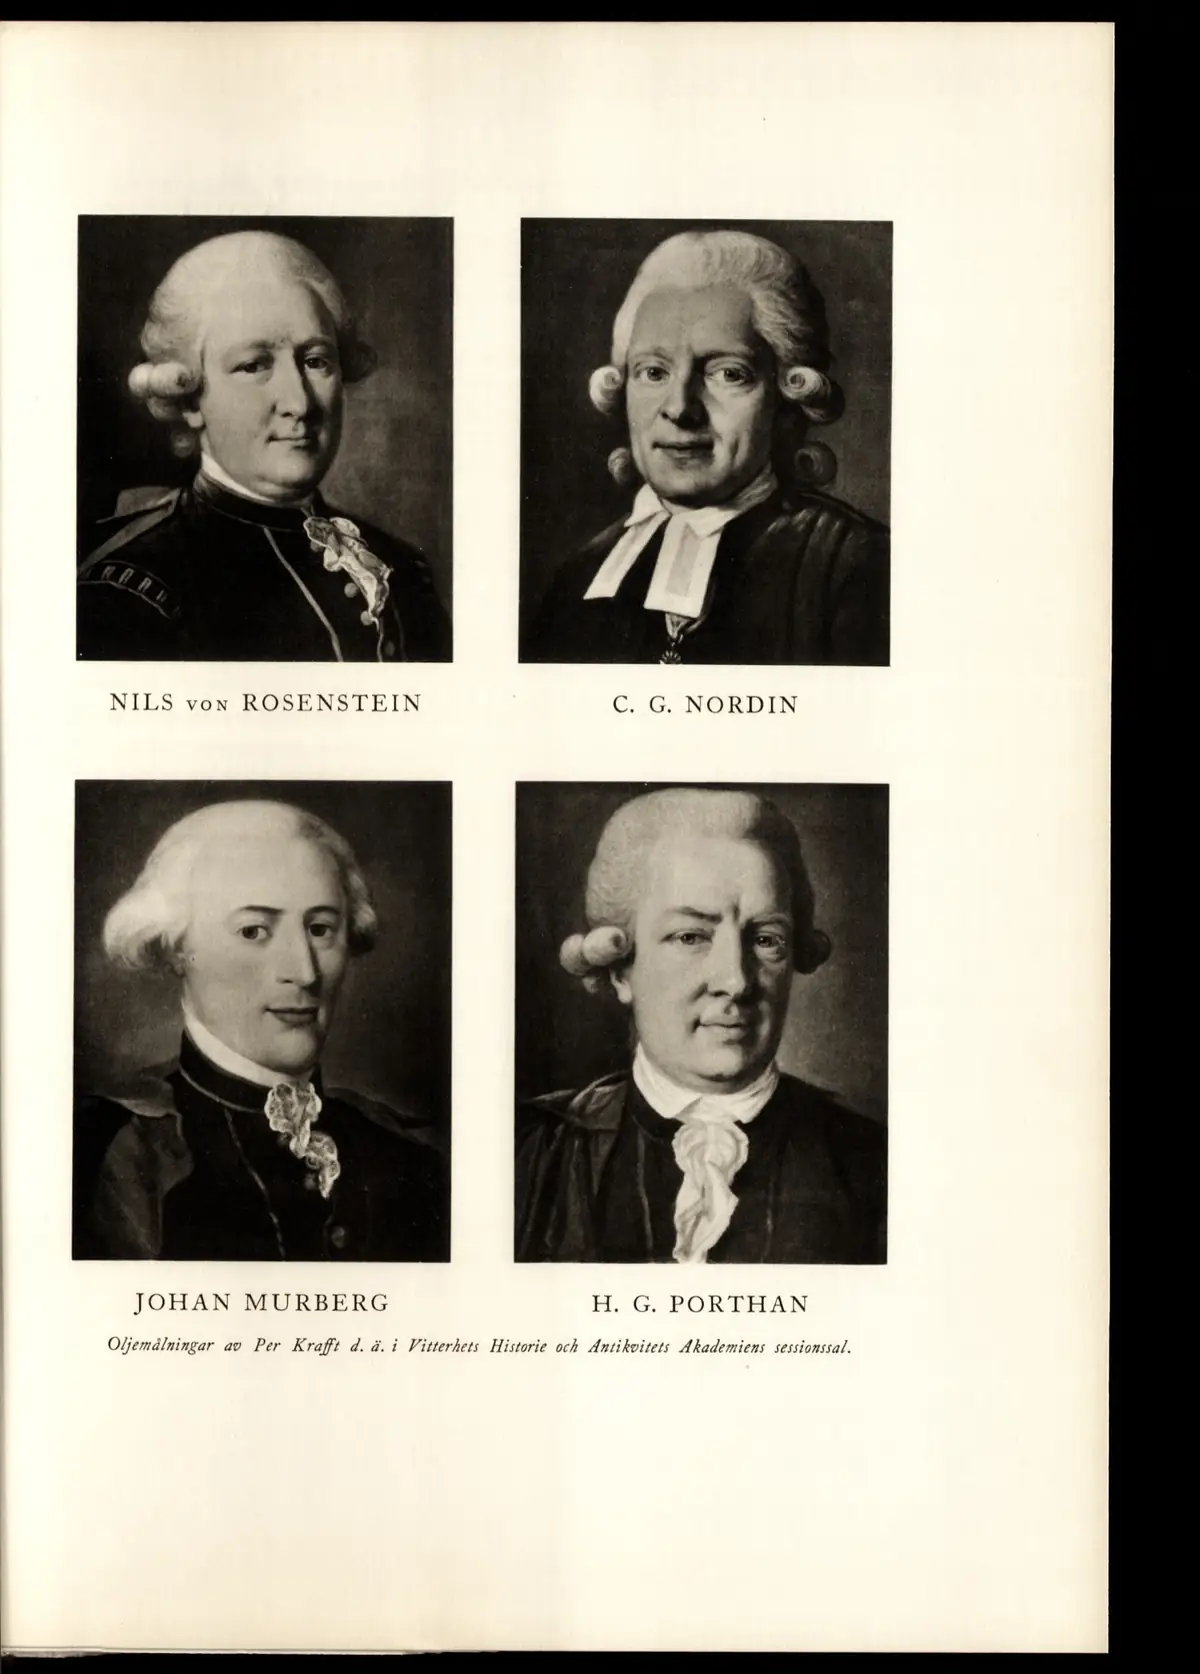 NILS von ROSENSTEIN
C. G. NORDIN
JOHAN MURBERG
H. G. PORTHAN
Oljemålningar av Per Krafft d. ä. i Vitterhets Historie och Antikvitets Akademiens sessionssal.